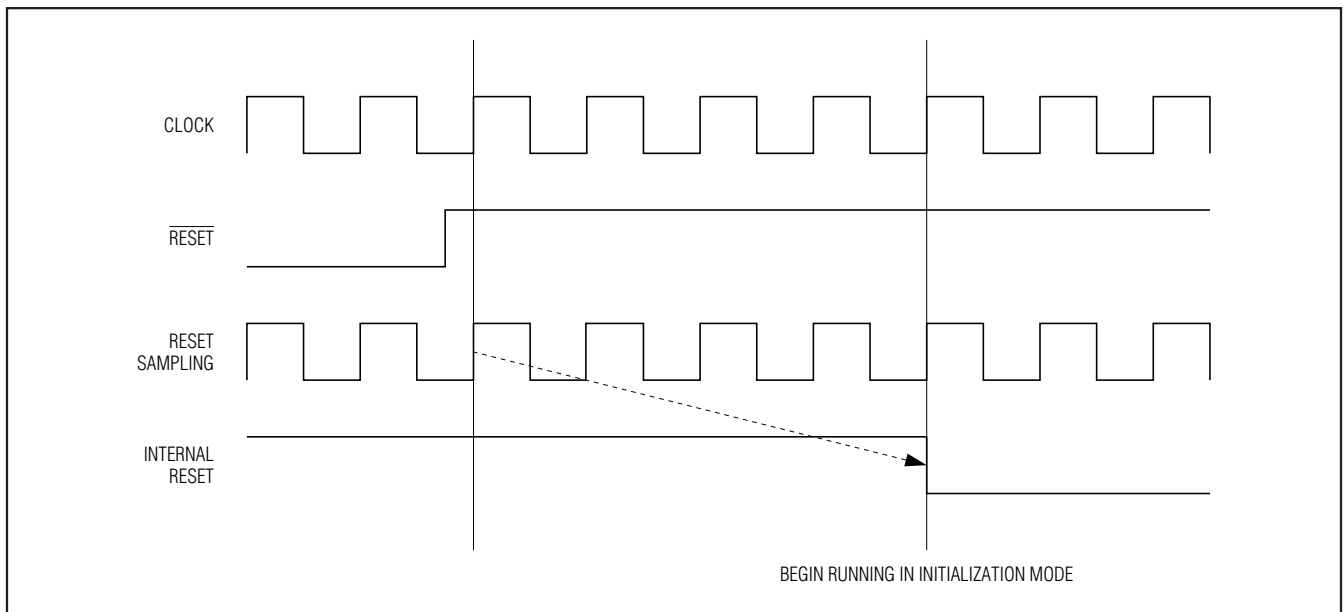 CLOCK
RESET
RESET
SAMPLING
INTERNAL
RESET
BEGIN RUNNING IN INITIALIZATION MODE